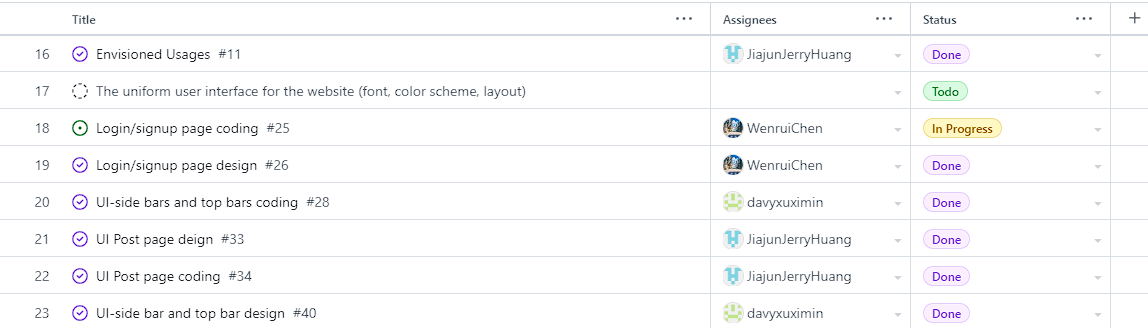 Title ··· Assignees ··· Status ··· +
16 Envisioned Usages #11 JiajunJerryHuang Done
17 The uniform user interface for the website (font, color scheme, layout) Todo
18 Login/signup page coding #25 WenruiChen In Progress
19 Login/signup page design #26 WenruiChen Done
20 UI-side bars and top bars coding #28 davyxuximin Done
21 UI Post page deign #33 JiajunJerryHuang Done
22 UI Post page coding #34 JiajunJerryHuang Done
23 UI-side bar and top bar design #40 davyxuximin Done